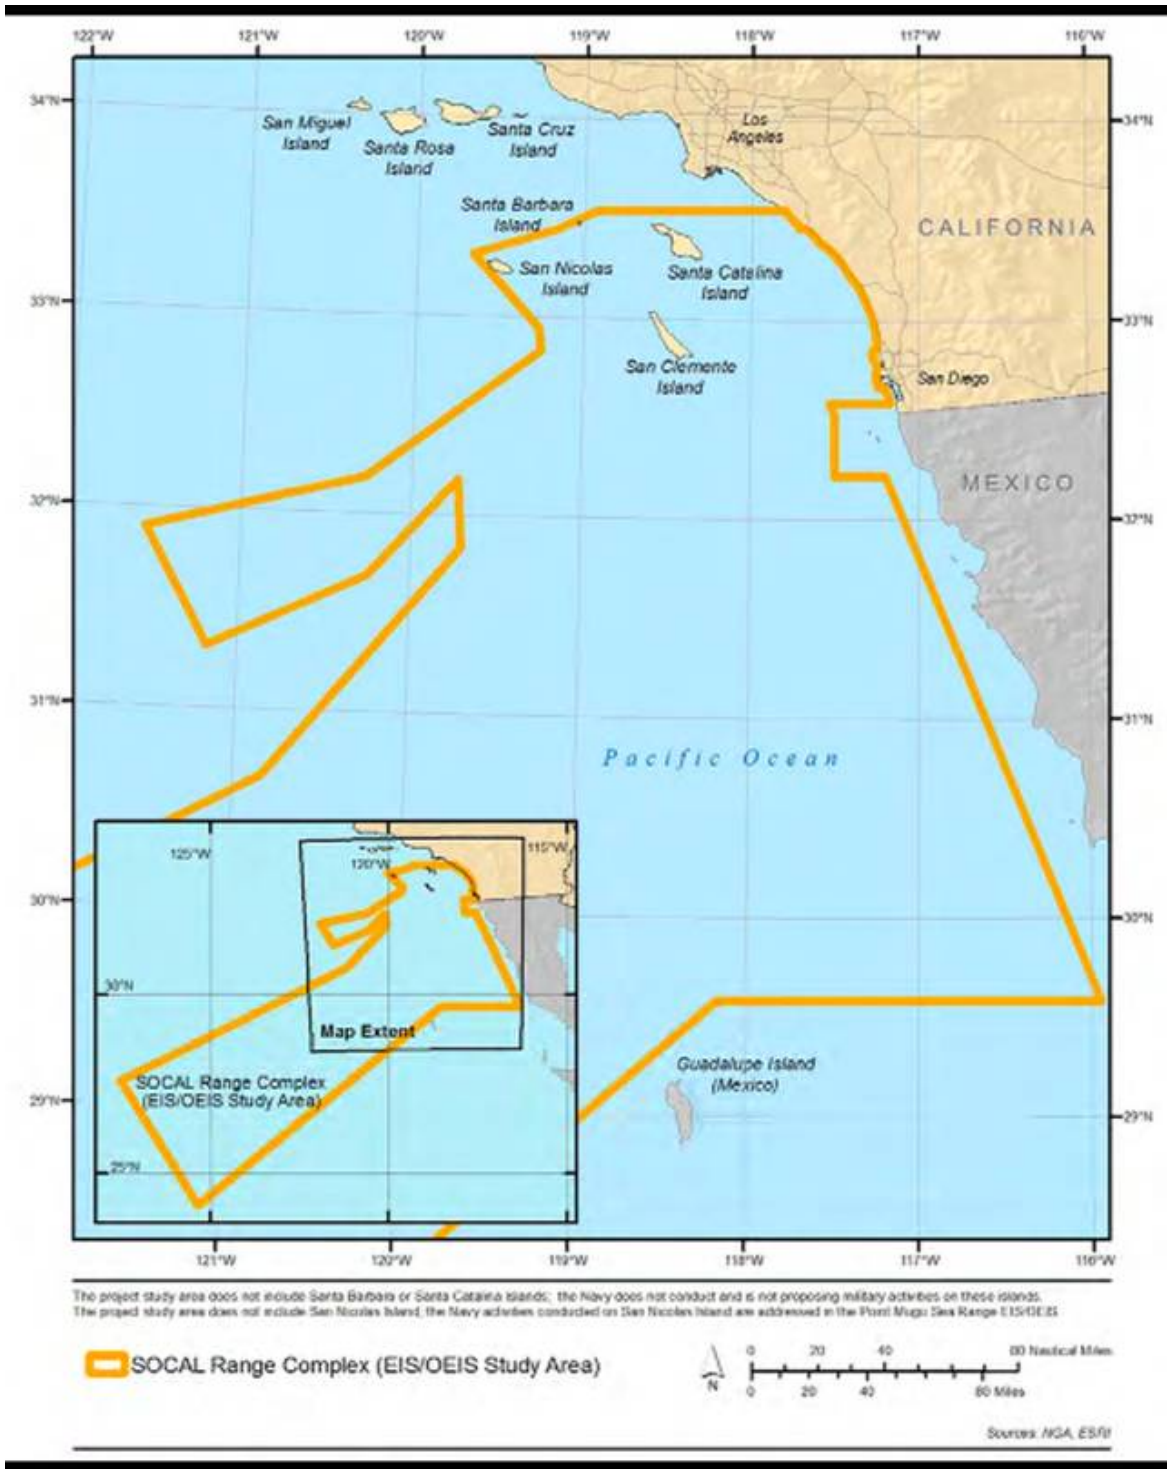 122°W 121°W 120°W 119°W 118°W 117°W 116°W
34°N
34°N
San Miguel
Island
Santa Rosa
Island
Santa Cruz
Island
Los
Angeles
Santa Barbara
Island
CALIFORNIA
San Nicolas
Island
Santa Catalina
Island
33°N
33°N
San Clemente
Island
San Diego
MEXICO
32°N
32°N
31°N
31°N
Pacific Ocean
125°W
120°W
115°W
30°N
30°N
30°N
Map Extent
SOCAL Range Complex
(EIS/OEIS Study Area)
25°N
Guadalupe Island
(Mexico)
29°N
29°N
121°W 120°W 119°W 118°W 117°W 116°W
The project study area does not include Santa Barbara or Santa Catalina Islands; the Navy does not conduct and is not proposing military activities on these islands.
The project study area does not include San Nicolas Island, the Navy activities conducted on San Nicolas Island are addressed in the Point Mugu Sea Range EIS/OEIS
SOCAL Range Complex (EIS/OEIS Study Area)
N
0 20 40 80 Nautical Miles
0 20 40 80 Miles
Sources: NGA, ESRI